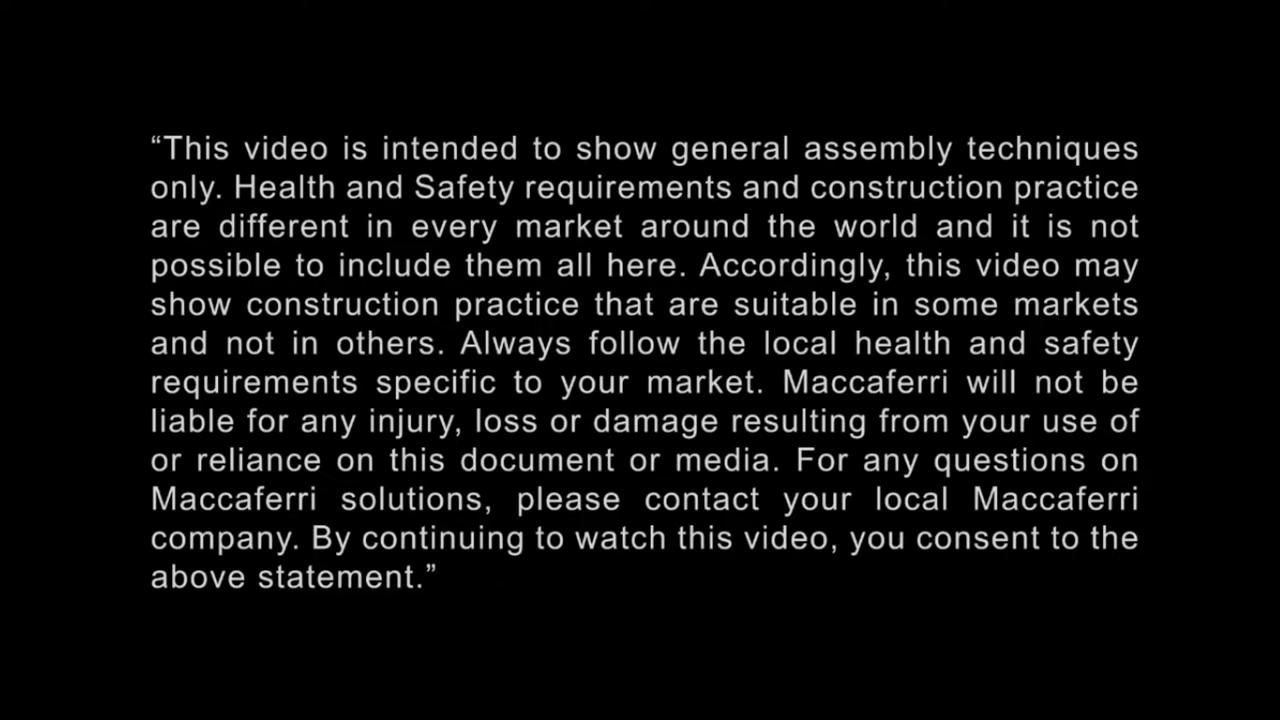 “This video is intended to show general assembly techniques
only. Health and Safety requirements and construction practice
are different in every market around the world and it is not
possible to include them all here. Accordingly, this video may
show construction practice that are suitable in some markets
and not in others. Always follow the local health and safety
requirements specific to your market. Maccaferri will not be
liable for any injury, loss or damage resulting from your use of
or reliance on this document or media. For any questions on
Maccaferri solutions, please contact your local Maccaferri
company. By continuing to watch this video, you consent to the
above statement.”